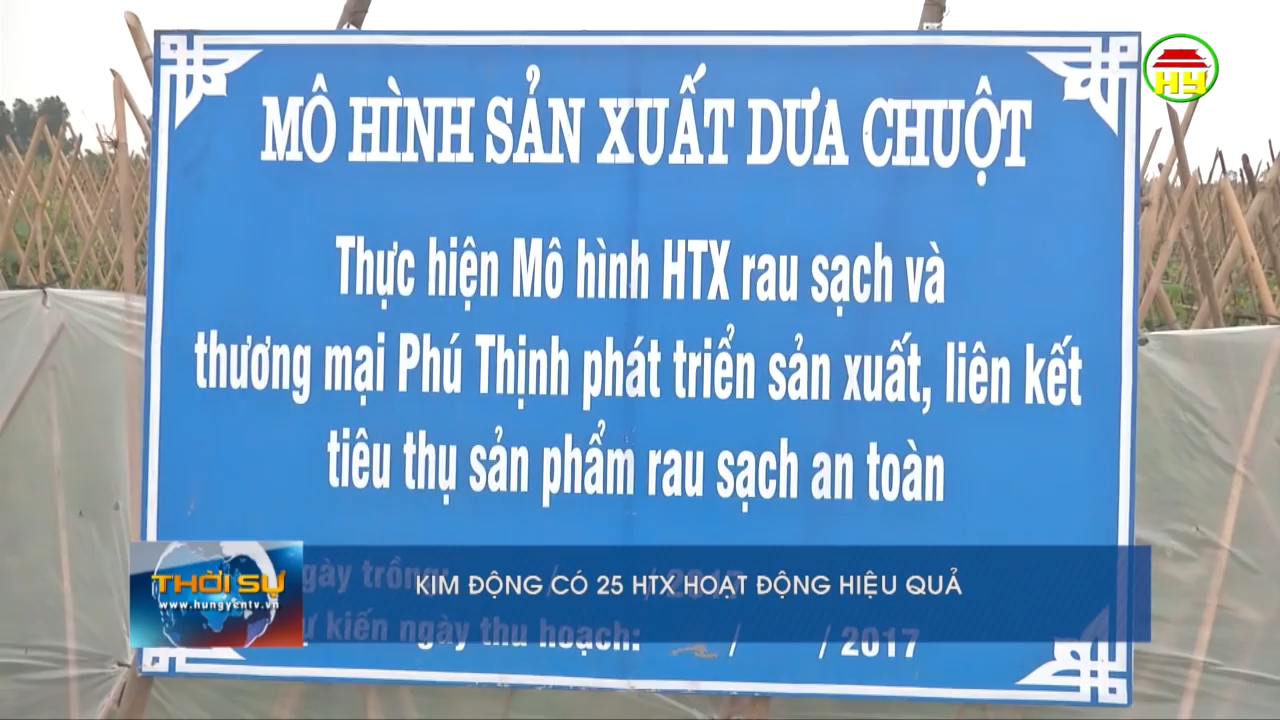 HY
MÔ HÌNH SẢN XUẤT DƯA CHUỘT
Thực hiện Mô hình HTX rau sạch và
thương mại Phú Thịnh phát triển sản xuất, liên kết
tiêu thụ sản phẩm rau sạch an toàn
THỜI SỰ
www.hungyentv.vn
KIM ĐỘNG CÓ 25 HTX HOẠT ĐỘNG HIỆU QUẢ
trồng: /
kiến ngày thu hoạch: / / 2017